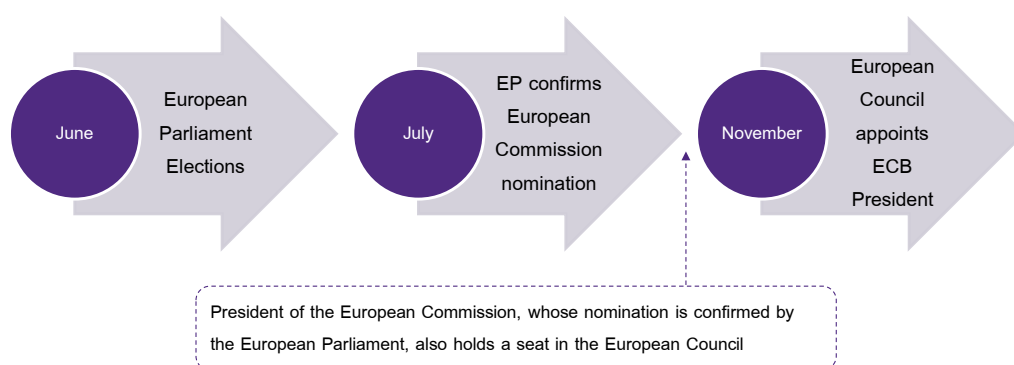 June
European
Parliament
Elections
July
EP confirms
European
Commission
nomination
November
European
Council
appoints
ECB
President
President of the European Commission, whose nomination is confirmed by
the European Parliament, also holds a seat in the European Council